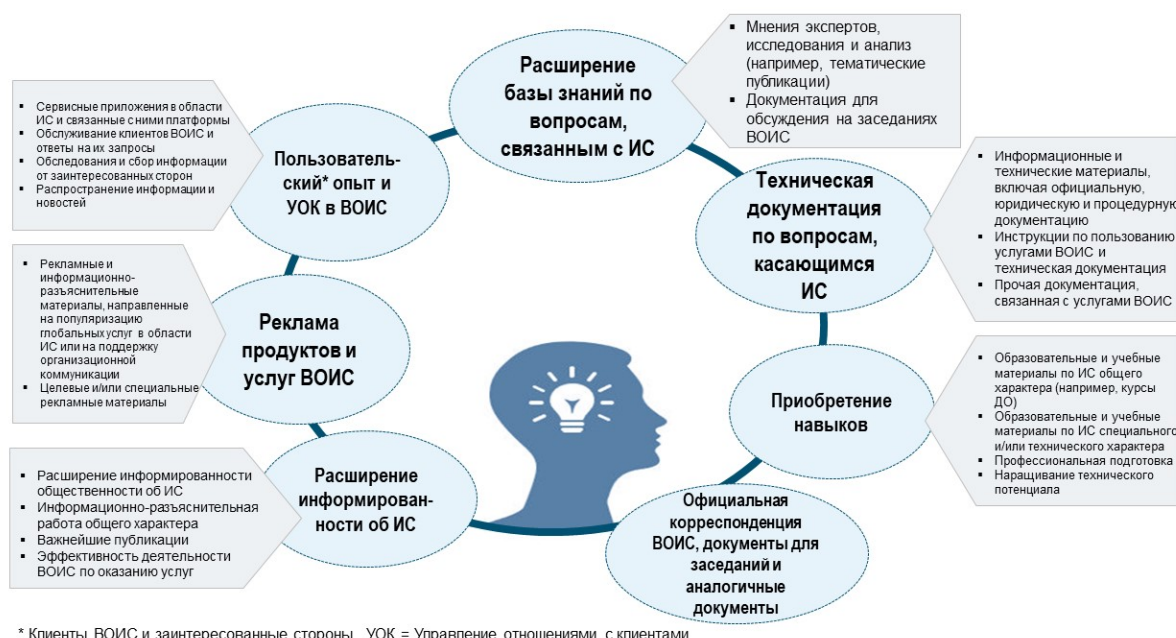 Расширение
базы знаний по
вопросам,
связанным с ИС
▪ Мнения экспертов,
исследования и анализ
(например, тематические
публикации)
▪ Документация для
обсуждения на заседаниях
ВОИС
Техническая
документация
по вопросам,
касающимся
ИС
▪ Информационные и
технические материалы,
включая официальную,
юридическую и процедурную
документацию
▪ Инструкции по пользованию
услугами ВОИС и
техническая документация
▪ Прочая документация,
связанная с услугами ВОИС
Приобретение
навыков
▪ Образовательные и учебные
материалы по ИС общего
характера (например, курсы
ДО)
▪ Образовательные и учебные
материалы по ИС специального
и/или технического характера
▪ Профессиональная подготовка
▪ Наращивание технического
потенциала
Официальная
корреспонденция
ВОИС, документы для
заседаний и
аналогичные
документы
Расширение
информирован-
ности об ИС
▪ Расширение информированности
общественности об ИС
▪ Информационно-разъяснительная
работа общего характера
▪ Важнейшие публикации
▪ Эффективность деятельности
ВОИС по оказанию услуг
Реклама
продуктов и
услуг ВОИС
▪ Рекламные и
информационно-
разъяснительные
материалы, направленные
на популяризацию
глобальных услуг в области
ИС или на поддержку
организационной
коммуникации
▪ Целевые и/или специальные
рекламные материалы
Пользователь-
ский* опыт и
УОК в ВОИС
▪ Сервисные приложения в области
ИС и связанные с ними платформы
▪ Обслуживание клиентов ВОИС и
ответы на их запросы
▪ Обследования и сбор информации
от заинтересованных сторон
▪ Распространение информации и
новостей
* Клиенты ВОИС и заинтересованные стороны УОК = Управление отношениями с клиентами